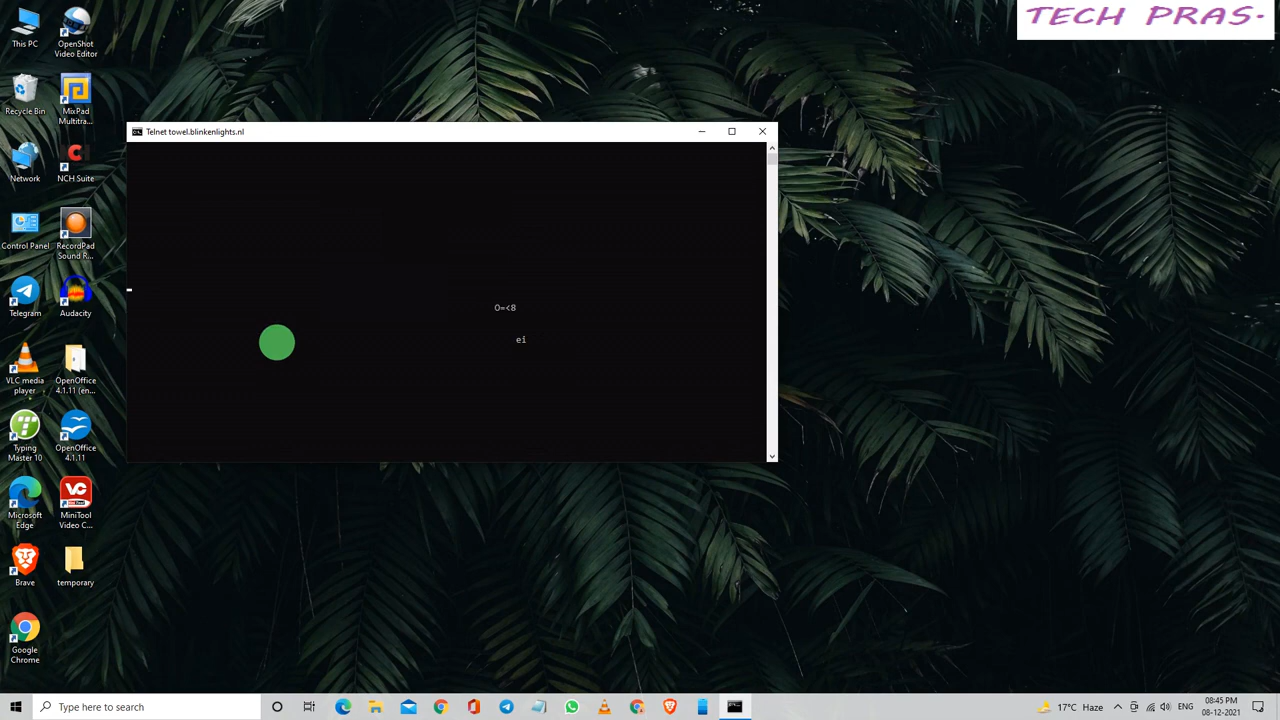 TECH PRAS.
This PC
OpenShot
Video Editor
Recycle Bin
MixPad
Multitra...
Network
NCH Suite
Control Panel
RecordPad
Sound R...
Telegram
Audacity
VLC media
player
OpenOffice
4.1.11 (en...
Typing
Master 10
OpenOffice
4.1.11
Microsoft
Edge
MiniTool
Video C...
Brave
temporary
Google
Chrome
Telnet towel.blinkenlights.nl
O=<8
ei
Type here to search
17°C Haze
ENG
08:45 PM
08-12-2021